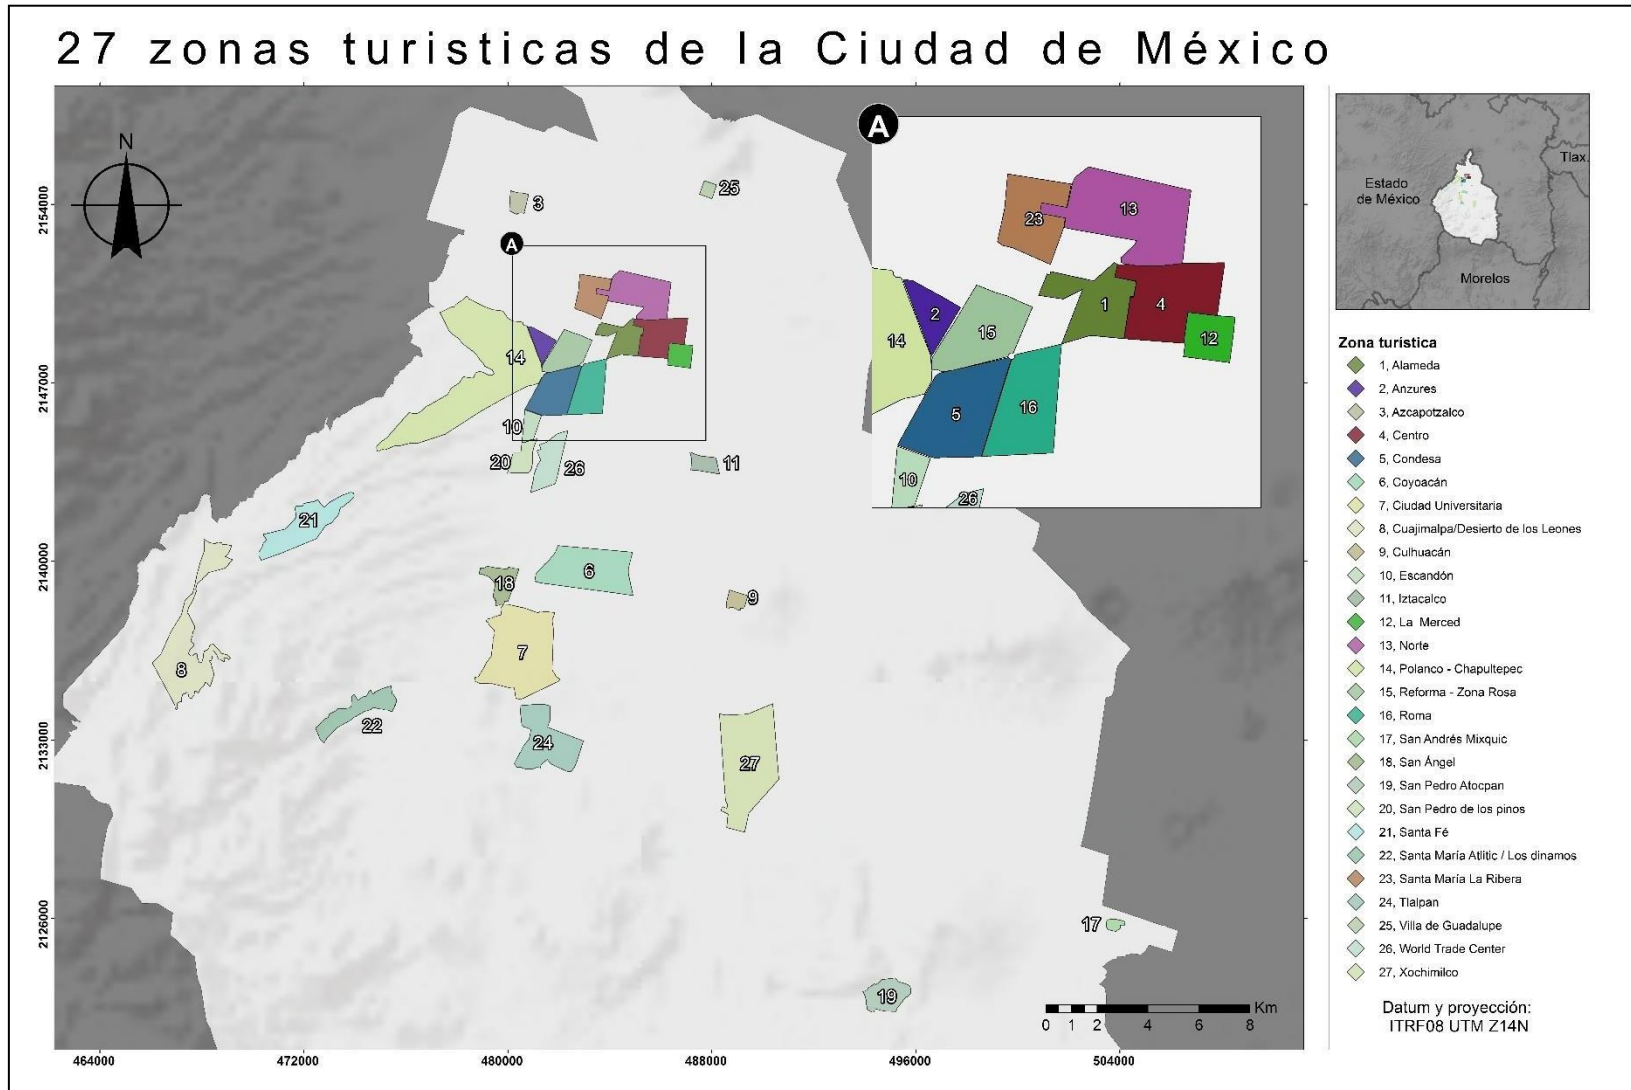 27 zonas turisticas de la Ciudad de México
N
A
A
3
25
14
10
20
26
11
21
18
6
9
7
8
22
24
27
17
19
23
13
2
15
1
4
12
14
5
16
10
26
2154000
2147000
2140000
2133000
2126000
464000
472000
480000
488000
496000
504000
Km
0 1 2 4 6 8
Tlax.
Estado
de México
Morelos
Zona turística
1, Alameda
2, Anzures
3, Azcapotzalco
4, Centro
5, Condesa
6, Coyoacán
7, Ciudad Universitaria
8, Cuajimalpa/Desierto de los Leones
9, Culhuacán
10, Escandón
11, Iztacalco
12, La Merced
13, Norte
14, Polanco - Chapultepec
15, Reforma - Zona Rosa
16, Roma
17, San Andrés Mixquic
18, San Ángel
19, San Pedro Atocpan
20, San Pedro de los pinos
21, Santa Fé
22, Santa María Atlitic / Los dinamos
23, Santa María La Ribera
24, Tlalpan
25, Villa de Guadalupe
26, World Trade Center
27, Xochimilco
Datum y proyección:
ITRF08 UTM Z14N